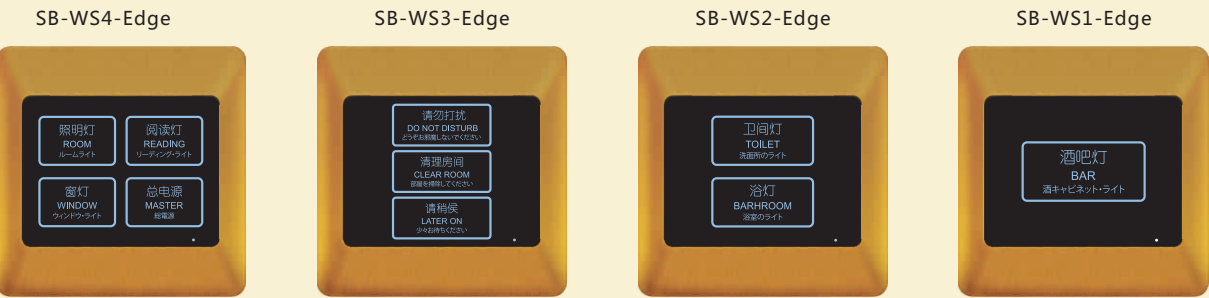 SB-WS4-Edge
照明灯
ROOM
ルームライト
阅读灯
READING
リーディング・ライト
窗灯
WINDOW
ウィンドウ・ライト
总电源
MASTER
総電源
SB-WS3-Edge
请勿打扰
DO NOT DISTURB
どうぞお邪魔しないでください
清理房间
CLEAR ROOM
部屋を掃除してください
请稍侯
LATER ON
少々お待ちください
SB-WS2-Edge
卫间灯
TOILET
洗面所のライト
浴灯
BARHROOM
浴室のライト
SB-WS1-Edge
酒吧灯
BAR
酒キャビネット・ライト